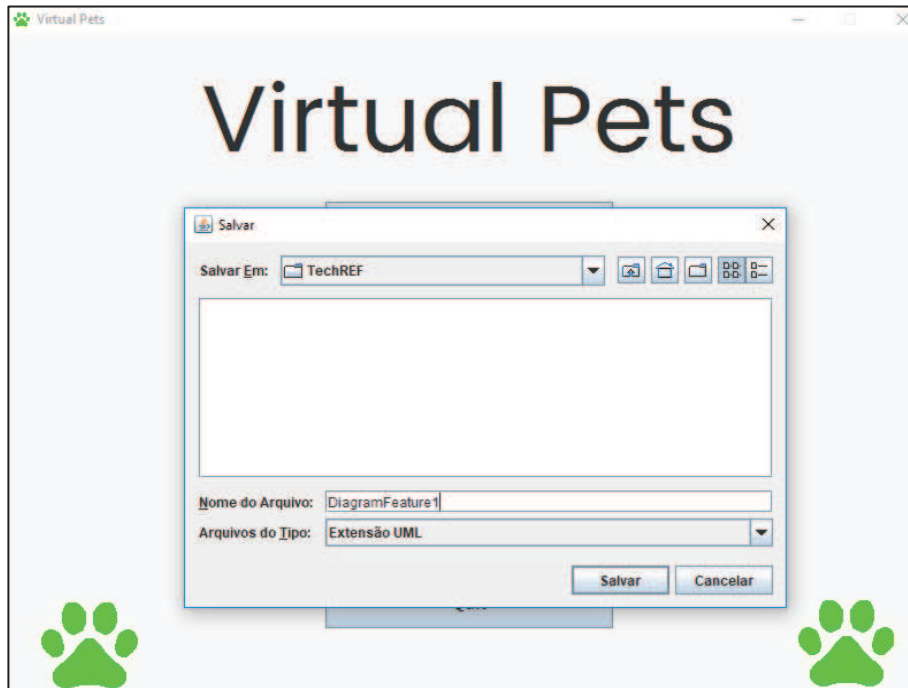 Virtual Pets
Virtual Pets
Salvar
Salvar Em: TechREF
Nome do Arquivo: DiagramFeature1
Arquivos do Tipo: Extensão UML
Salvar Cancelar